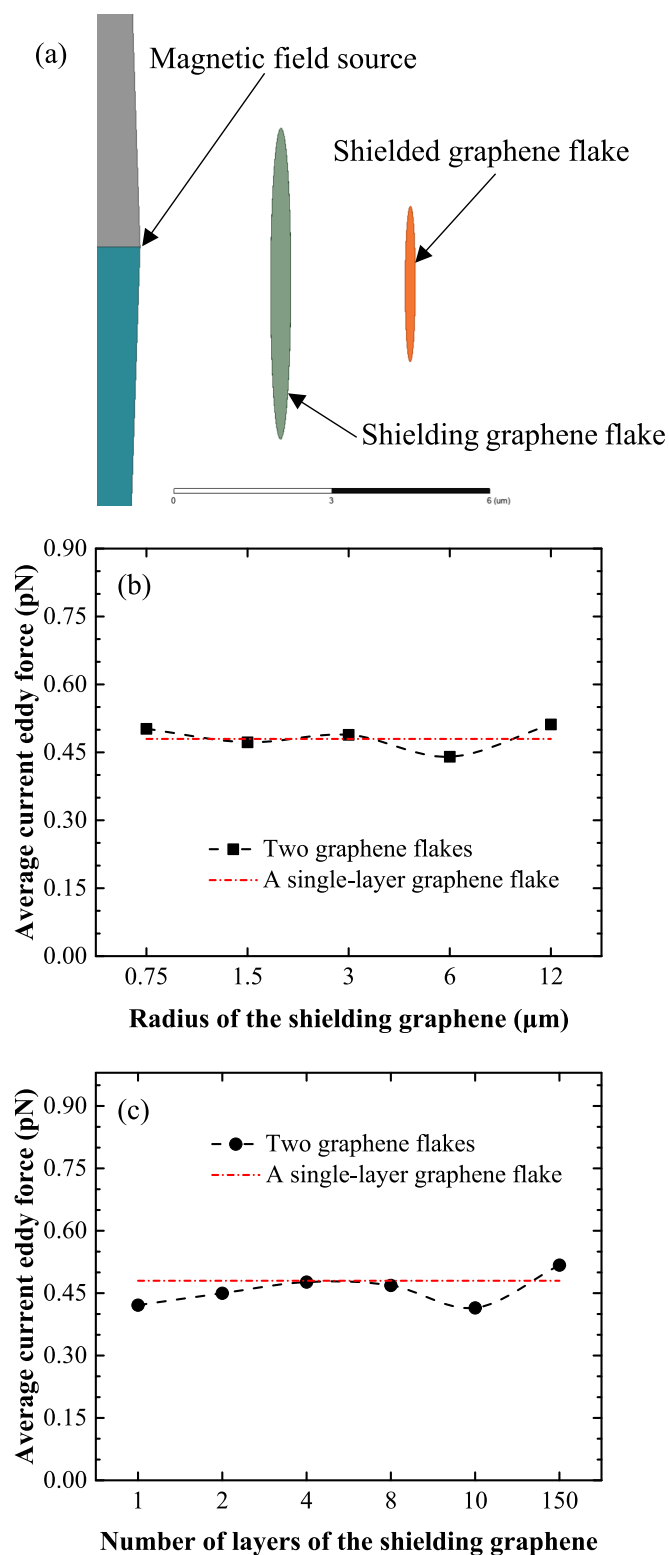 (a)
Magnetic field source
Shielded graphene flake
Shielding graphene flake
0 3 6 (um)
(b)
Average current eddy force (pN)
0.90
0.75
0.60
0.45
0.30
0.15
0.00
Two graphene flakes
A single-layer graphene flake
0.75 1.5 3 6 12
Radius of the shielding graphene (µm)
(c)
Average current eddy force (pN)
0.90
0.75
0.60
0.45
0.30
0.15
0.00
Two graphene flakes
A single-layer graphene flake
1 2 4 8 10 150
Number of layers of the shielding graphene